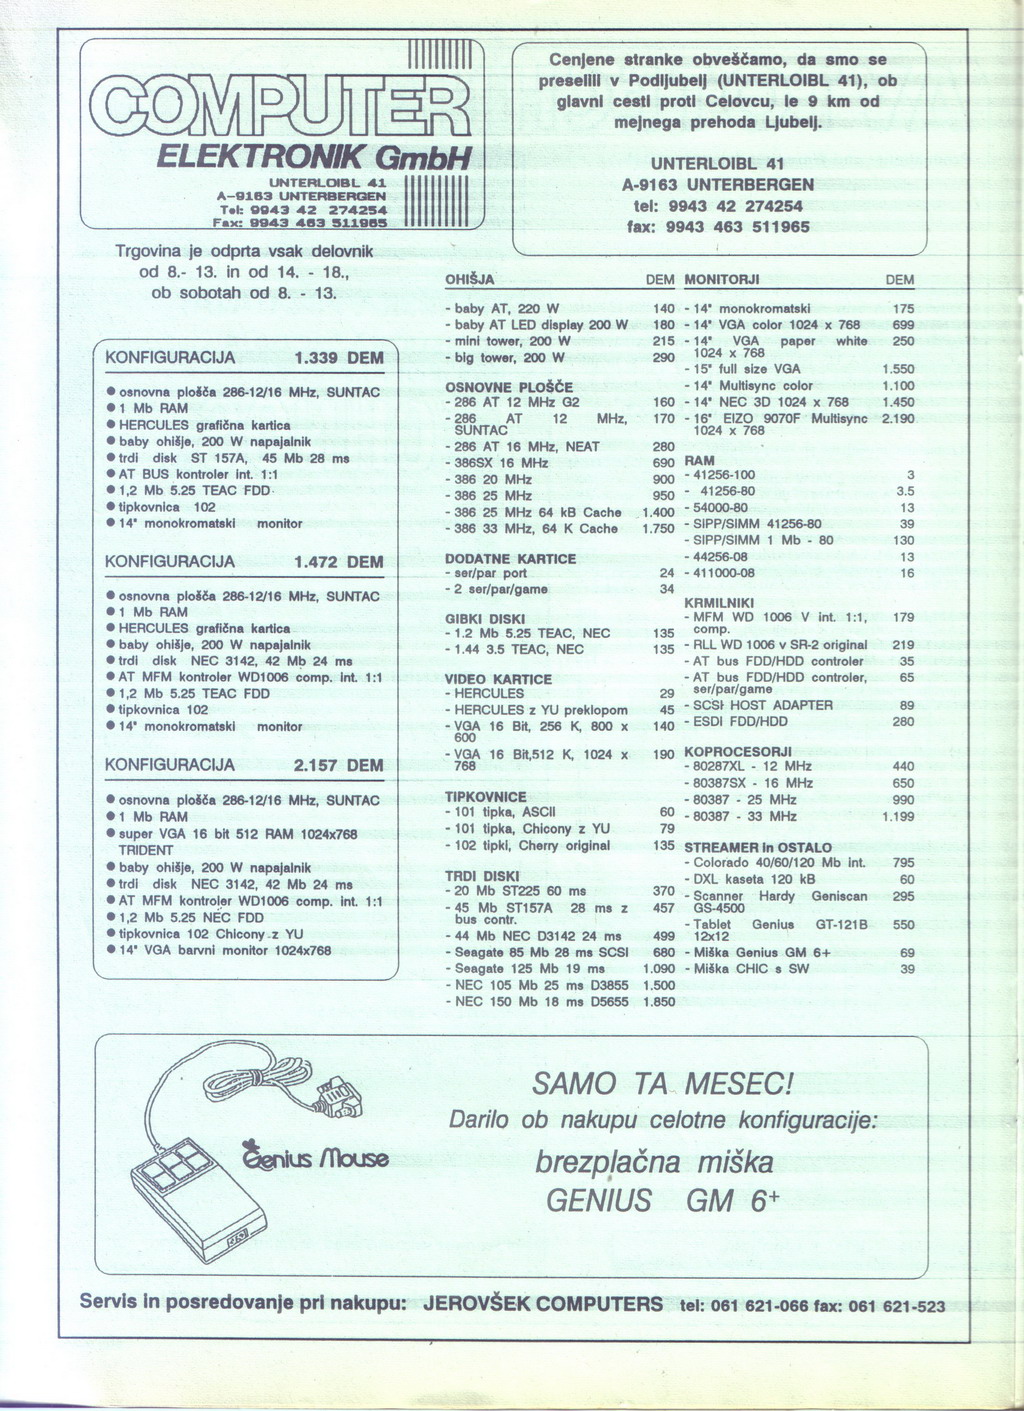 COMPUTER
ELEKTRONIK GmbH
UNTERLOIBL 41
A-9163 UNTERBERGEN
Tel: 9943 42 274254
Fax: 9943 463 511965
Cenjene stranke obveščamo, da smo se
preselili v Podljubelj (UNTERLOIBL 41), ob
glavni cesti proti Celovcu, le 9 km od
mejnega prehoda Ljubelj.
UNTERLOIBL 41
A-9163 UNTERBERGEN
tel: 9943 42 274254
fax: 9943 463 511965
Trgovina je odprta vsak delovnik
od 8.- 13. in od 14. - 18.,
ob sobotah od 8. - 13.
KONFIGURACIJA 1.339 DEM
● osnovna plošča 286-12/16 MHz, SUNTAC
● 1 Mb RAM
● HERCULES grafična kartica
● baby ohišje, 200 W napajalnik
● trdi disk ST 157A, 45 Mb 28 ms
● AT BUS kontroler int. 1:1
● 1,2 Mb 5.25 TEAC FDD
● tipkovnica 102
● 14" monokromatski monitor
KONFIGURACIJA 1.472 DEM
● osnovna plošča 286-12/16 MHz, SUNTAC
● 1 Mb RAM
● HERCULES grafična kartica
● baby ohišje, 200 W napajalnik
● trdi disk NEC 3142, 42 Mb 24 ms
● AT MFM kontroler WD1006 comp. int. 1:1
● 1,2 Mb 5.25 TEAC FDD
● tipkovnica 102
● 14" monokromatski monitor
KONFIGURACIJA 2.157 DEM
● osnovna plošča 286-12/16 MHz, SUNTAC
● 1 Mb RAM
● super VGA 16 bit 512 RAM 1024x768
TRIDENT
● baby ohišje, 200 W napajalnik
● trdi disk NEC 3142, 42 Mb 24 ms
● AT MFM kontroler WD1006 comp. int. 1:1
● 1,2 Mb 5.25 NEC FDD
● tipkovnica 102 Chicony z YU
● 14" VGA barvni monitor 1024x768
OHIŠJA DEM
- baby AT, 220 W 140
- baby AT LED display 200 W 180
- mini tower, 200 W 215
- big tower, 200 W 290
OSNOVNE PLOŠČE
- 286 AT 12 MHz G2 160
- 286 AT 12 MHz, 170
SUNTAC
- 286 AT 16 MHz, NEAT 280
- 386SX 16 MHz 690
- 386 20 MHz 900
- 386 25 MHz 950
- 386 25 MHz 64 kB Cache 1.400
- 386 33 MHz, 64 K Cache 1.750
DODATNE KARTICE
- ser/par port 24
- 2 ser/par/game 34
GIBKI DISKI
- 1.2 Mb 5.25 TEAC, NEC 135
- 1.44 3.5 TEAC, NEC 135
VIDEO KARTICE
- HERCULES 29
- HERCULES z YU preklopom 45
- VGA 16 Bit, 256 K, 800 x 140
600
- VGA 16 Bit,512 K, 1024 x 190
768
TIPKOVNICE
- 101 tipka, ASCII 60
- 101 tipka, Chicony z YU 79
- 102 tipki, Cherry original 135
TRDI DISKI
- 20 Mb ST225 60 ms 370
- 45 Mb ST157A 28 ms z 457
bus contr.
- 44 Mb NEC D3142 24 ms 499
- Seagate 85 Mb 28 ms SCSI 680
- Seagate 125 Mb 19 ms 1.090
- NEC 105 Mb 25 ms D3855 1.500
- NEC 150 Mb 18 ms D5655 1.850
MONITORJI DEM
- 14" monokromatski 175
- 14" VGA color 1024 x 768 699
- 14" VGA paper white 250
1024 x 768
- 15" full size VGA 1.550
- 14" Multisync color 1.100
- 14" NEC 3D 1024 x 768 1.450
- 16" EIZO 9070F Multisync 2.190
1024 x 768
RAM
- 41256-100 3
- 41256-80 3.5
- 54000-80 13
- SIPP/SIMM 41256-80 39
- SIPP/SIMM 1 Mb - 80 130
- 44256-08 13
- 411000-08 16
KRMILNIKI
- MFM WD 1006 V int. 1:1, 179
comp.
- RLL WD 1006 v SR-2 original 219
- AT bus FDD/HDD controler 35
- AT bus FDD/HDD controler, 65
ser/par/game
- SCSI HOST ADAPTER 89
- ESDI FDD/HDD 280
KOPROCESORJI
- 80287XL - 12 MHz 440
- 80387SX - 16 MHz 650
- 80387 - 25 MHz 990
- 80387 - 33 MHz 1.199
STREAMER in OSTALO
- Colorado 40/60/120 Mb int. 795
- DXL kaseta 120 kB 60
- Scanner Hardy Geniscan 295
GS-4500
- Tablet Genius GT-121B 550
12x12
- Miška Genius GM 6+ 69
- Miška CHIC s SW 39
Genius Mouse
SAMO TA MESEC!
Darilo ob nakupu celotne konfiguracije:
brezplačna miška
GENIUS GM 6+
Servis in posredovanje pri nakupu: JEROVŠEK COMPUTERS tel: 061 621-066 fax: 061 621-523